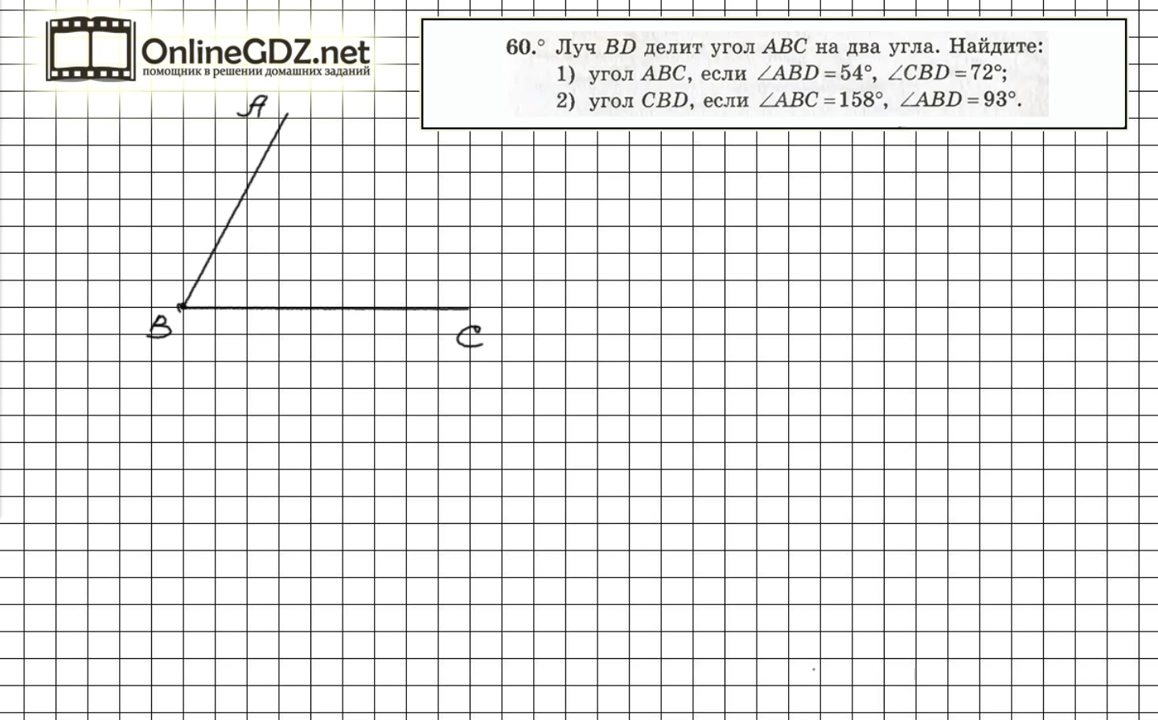 OnlineGDZ.net
помощник в решении домашних заданий
60.° Луч BD делит угол ABC на два угла. Найдите:
1) угол ABC, если ∠ABD = 54°, ∠CBD = 72°;
2) угол CBD, если ∠ABC = 158°, ∠ABD = 93°.
A
B
C